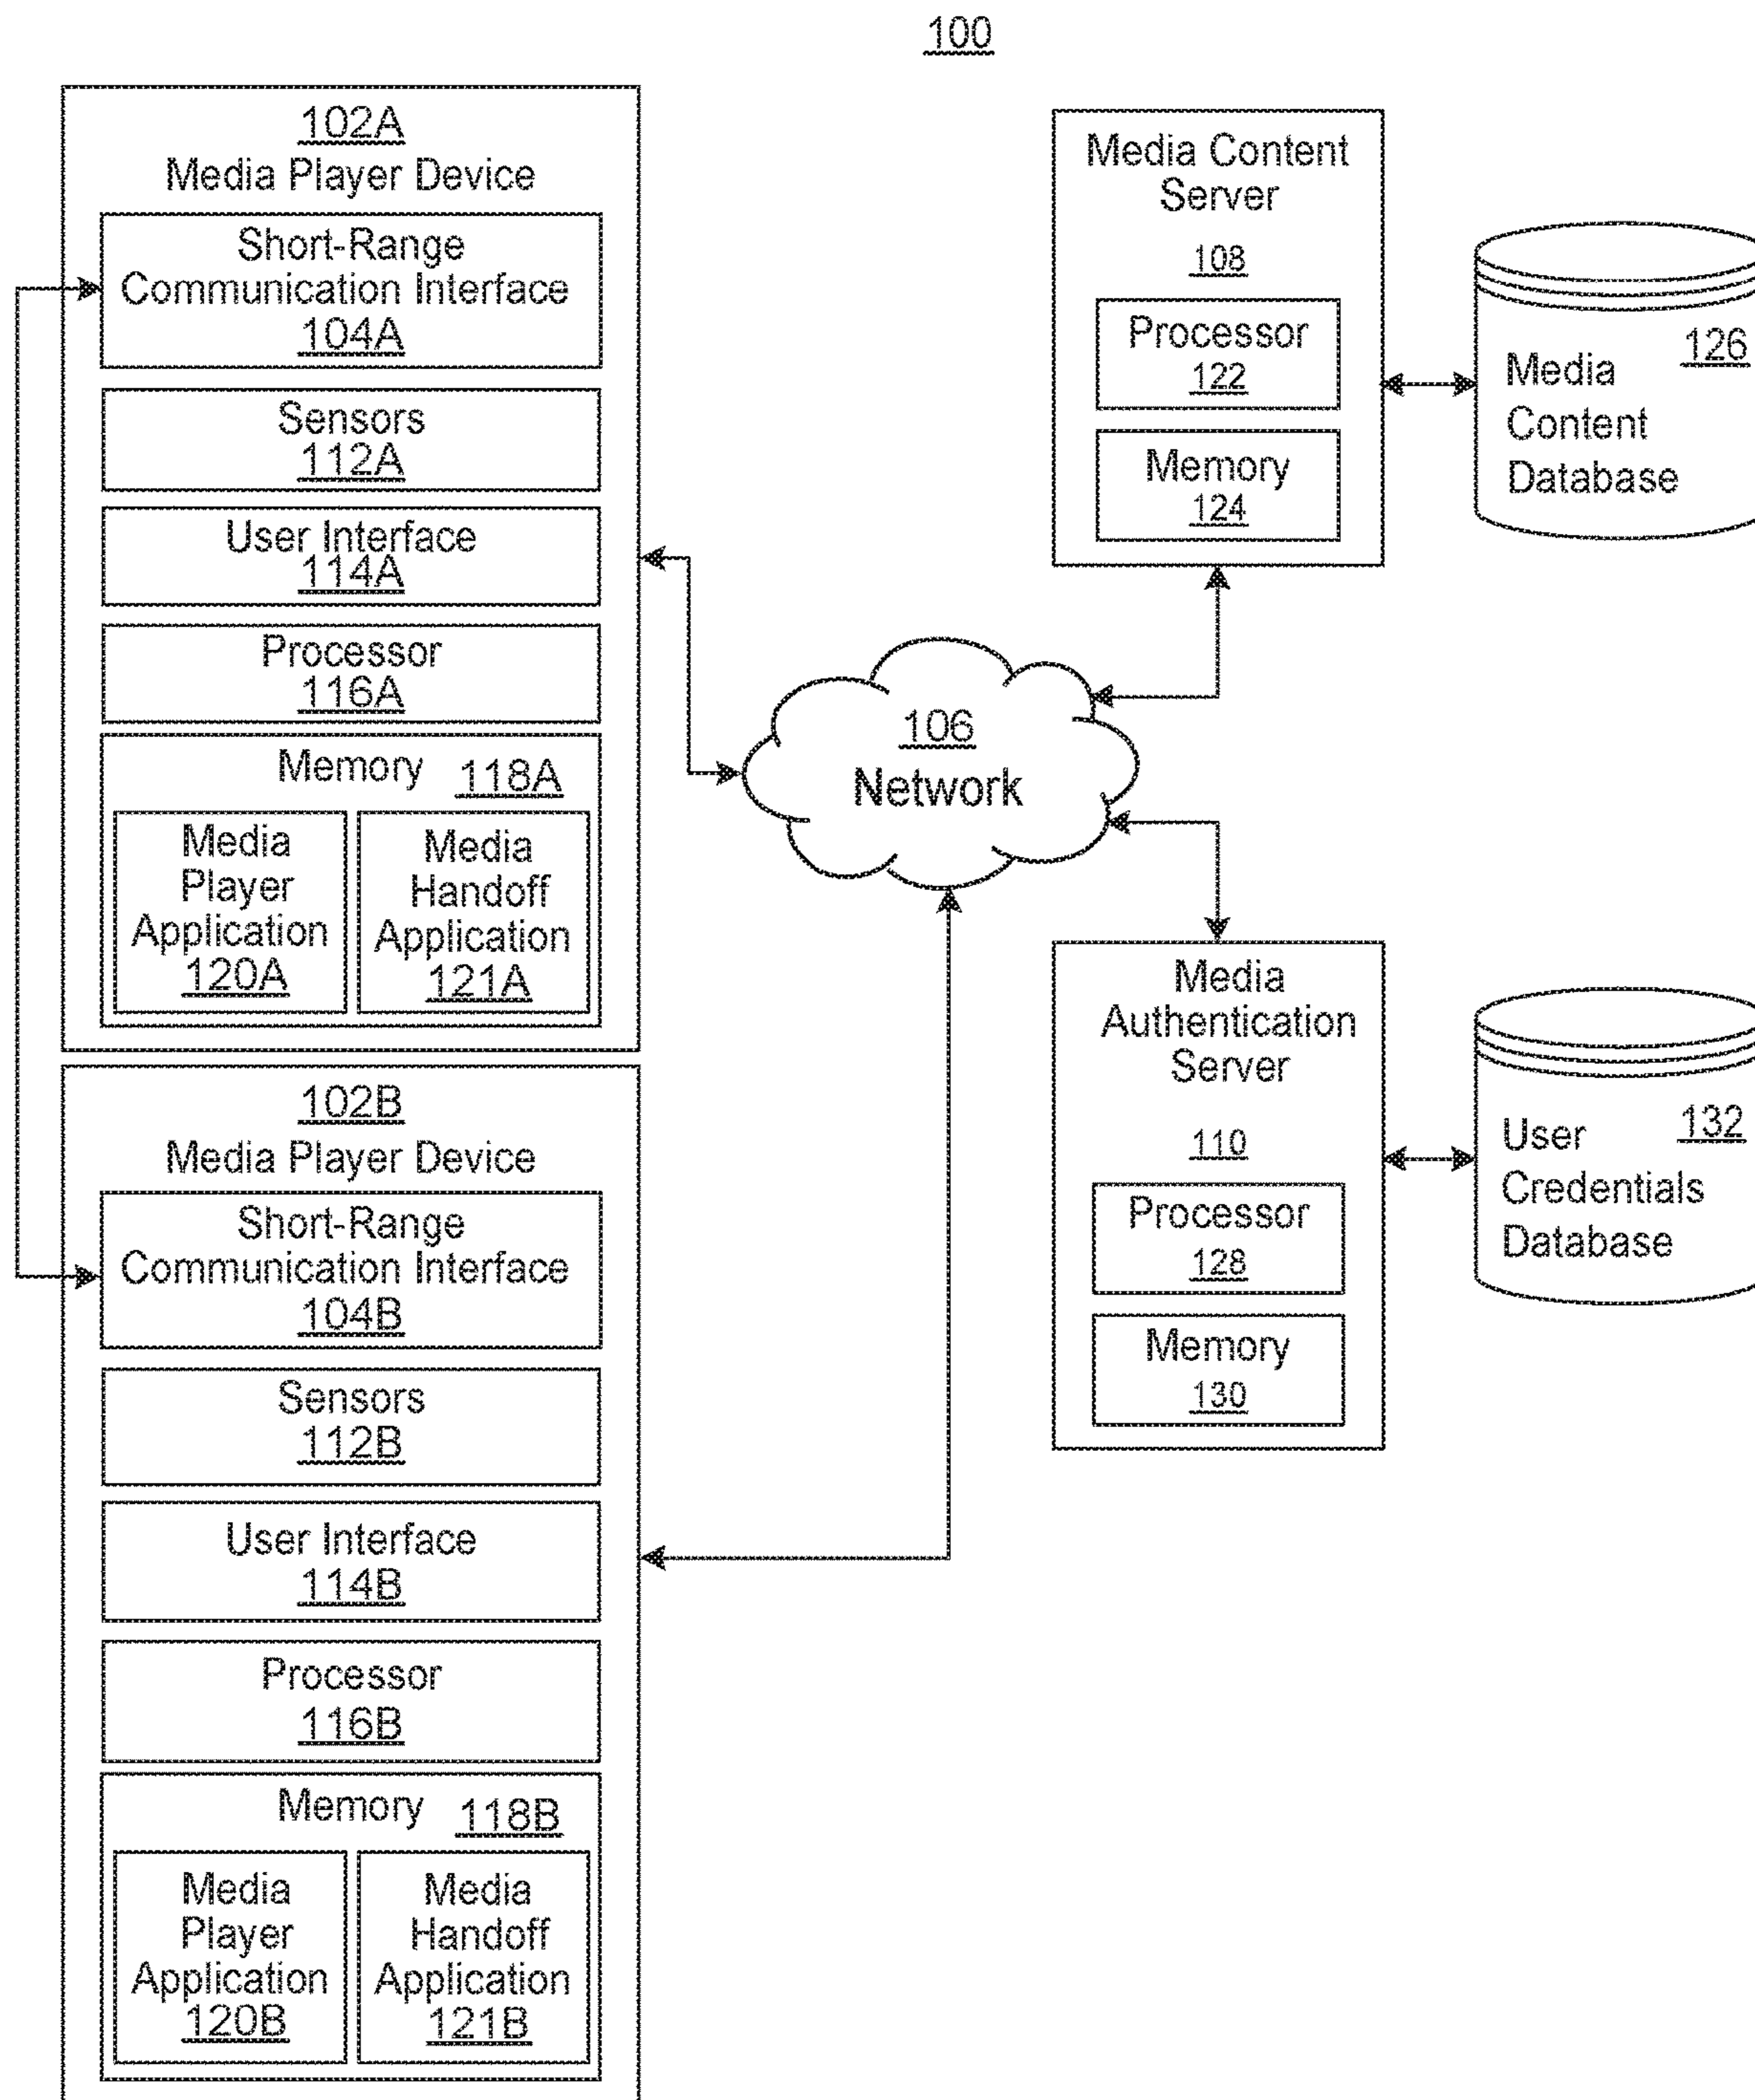 100
102A
Media Player Device
Short-Range
Communication Interface
104A
Sensors
112A
User Interface
114A
Processor
116A
Memory 118A
Media
Player
Application
120A
Media
Handoff
Application
121A
102B
Media Player Device
Short-Range
Communication Interface
104B
Sensors
112B
User Interface
114B
Processor
116B
Memory 118B
Media
Player
Application
120B
Media
Handoff
Application
121B
106
Network
Media Content
Server
108
Processor
122
Memory
124
126
Media
Content
Database
Media
Authentication
Server
110
Processor
128
Memory
130
132
User
Credentials
Database